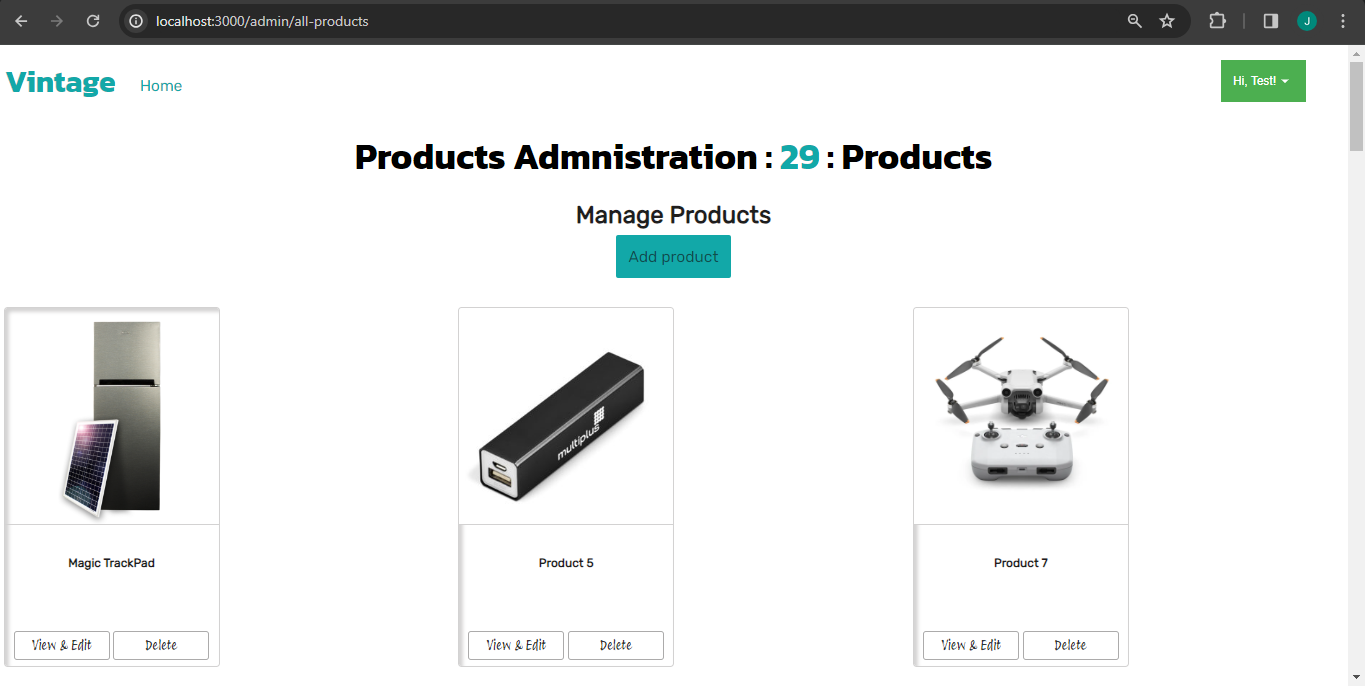 localhost:3000/admin/all-products
J
Vintage
Home
Hi, Test!
Products Admnistration : 29 : Products
Manage Products
Add product
multiplus
Magic TrackPad
Product 5
Product 7
View & Edit
Delete
View & Edit
Delete
View & Edit
Delete